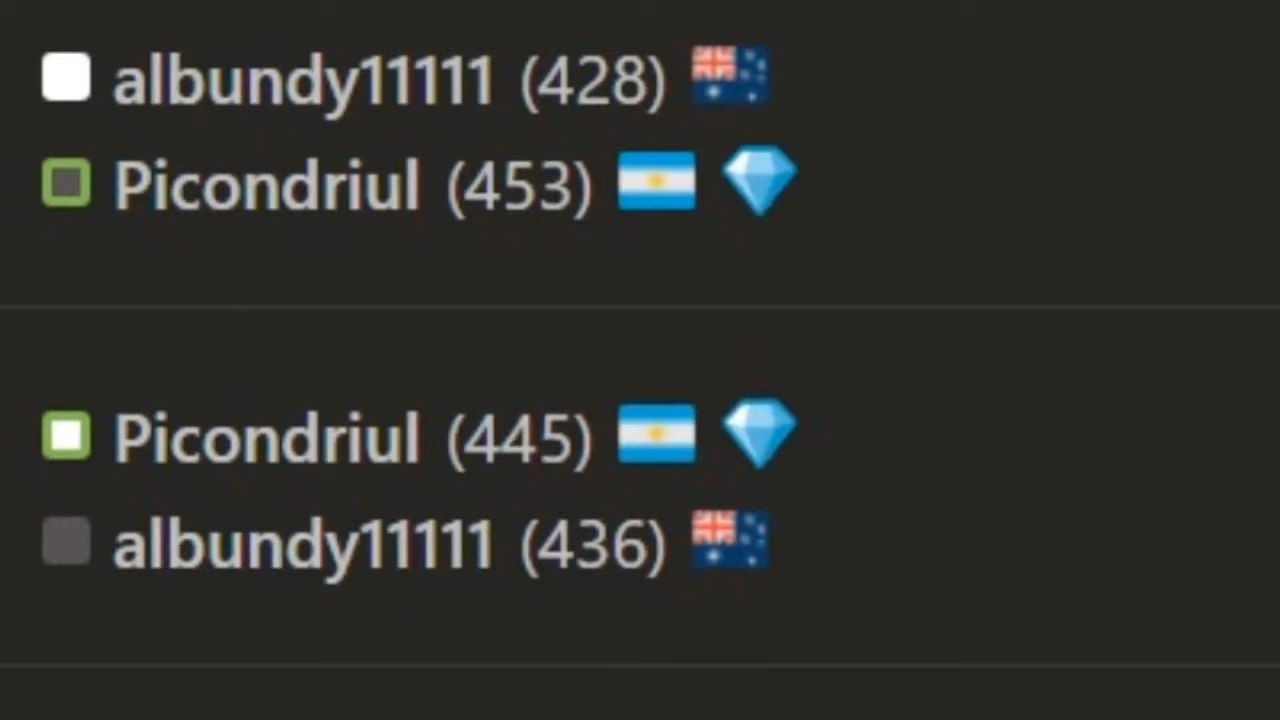 albundy11111 (428)
Picondriul (453)
Picondriul (445)
albundy11111 (436)